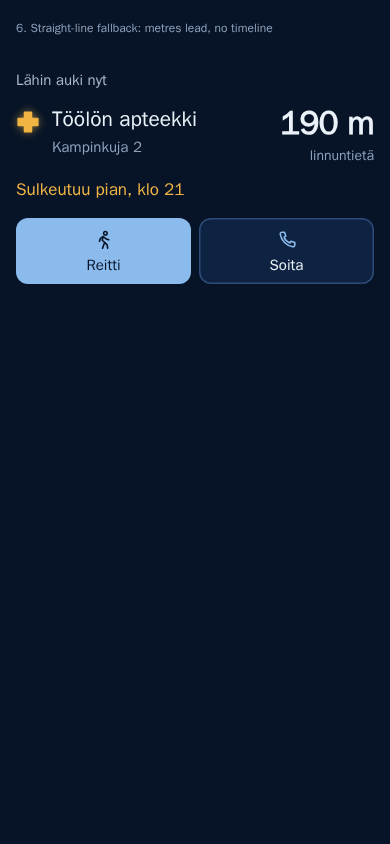 6. Straight-line fallback: metres lead, no timeline
Lähin auki nyt
Töölön apteekki
190 m
Kampinkuja 2
linnuntietä
Sulkeutuu pian, klo 21
Reitti
Soita